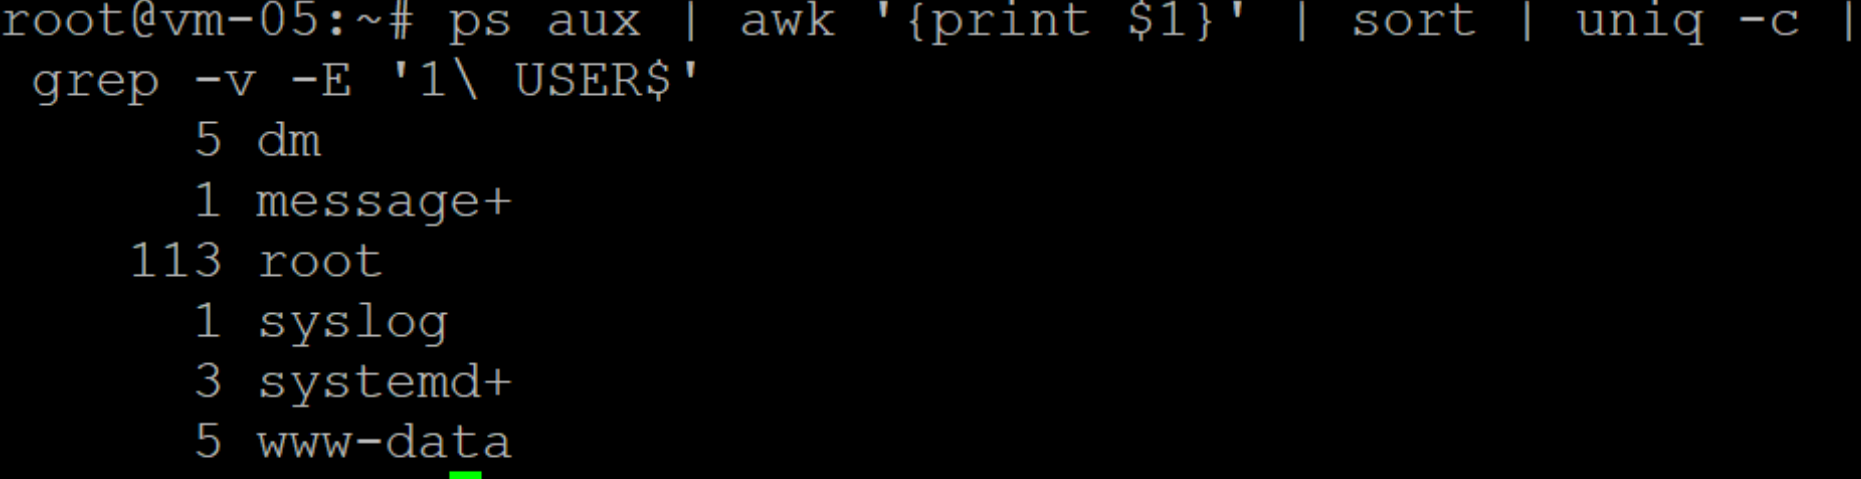 root@vm-05:~# ps aux | awk '{print $1}' | sort | uniq -c |
 grep -v -E '1\ USER$'
      5 dm
      1 message+
    113 root
      1 syslog
      3 systemd+
      5 www-data